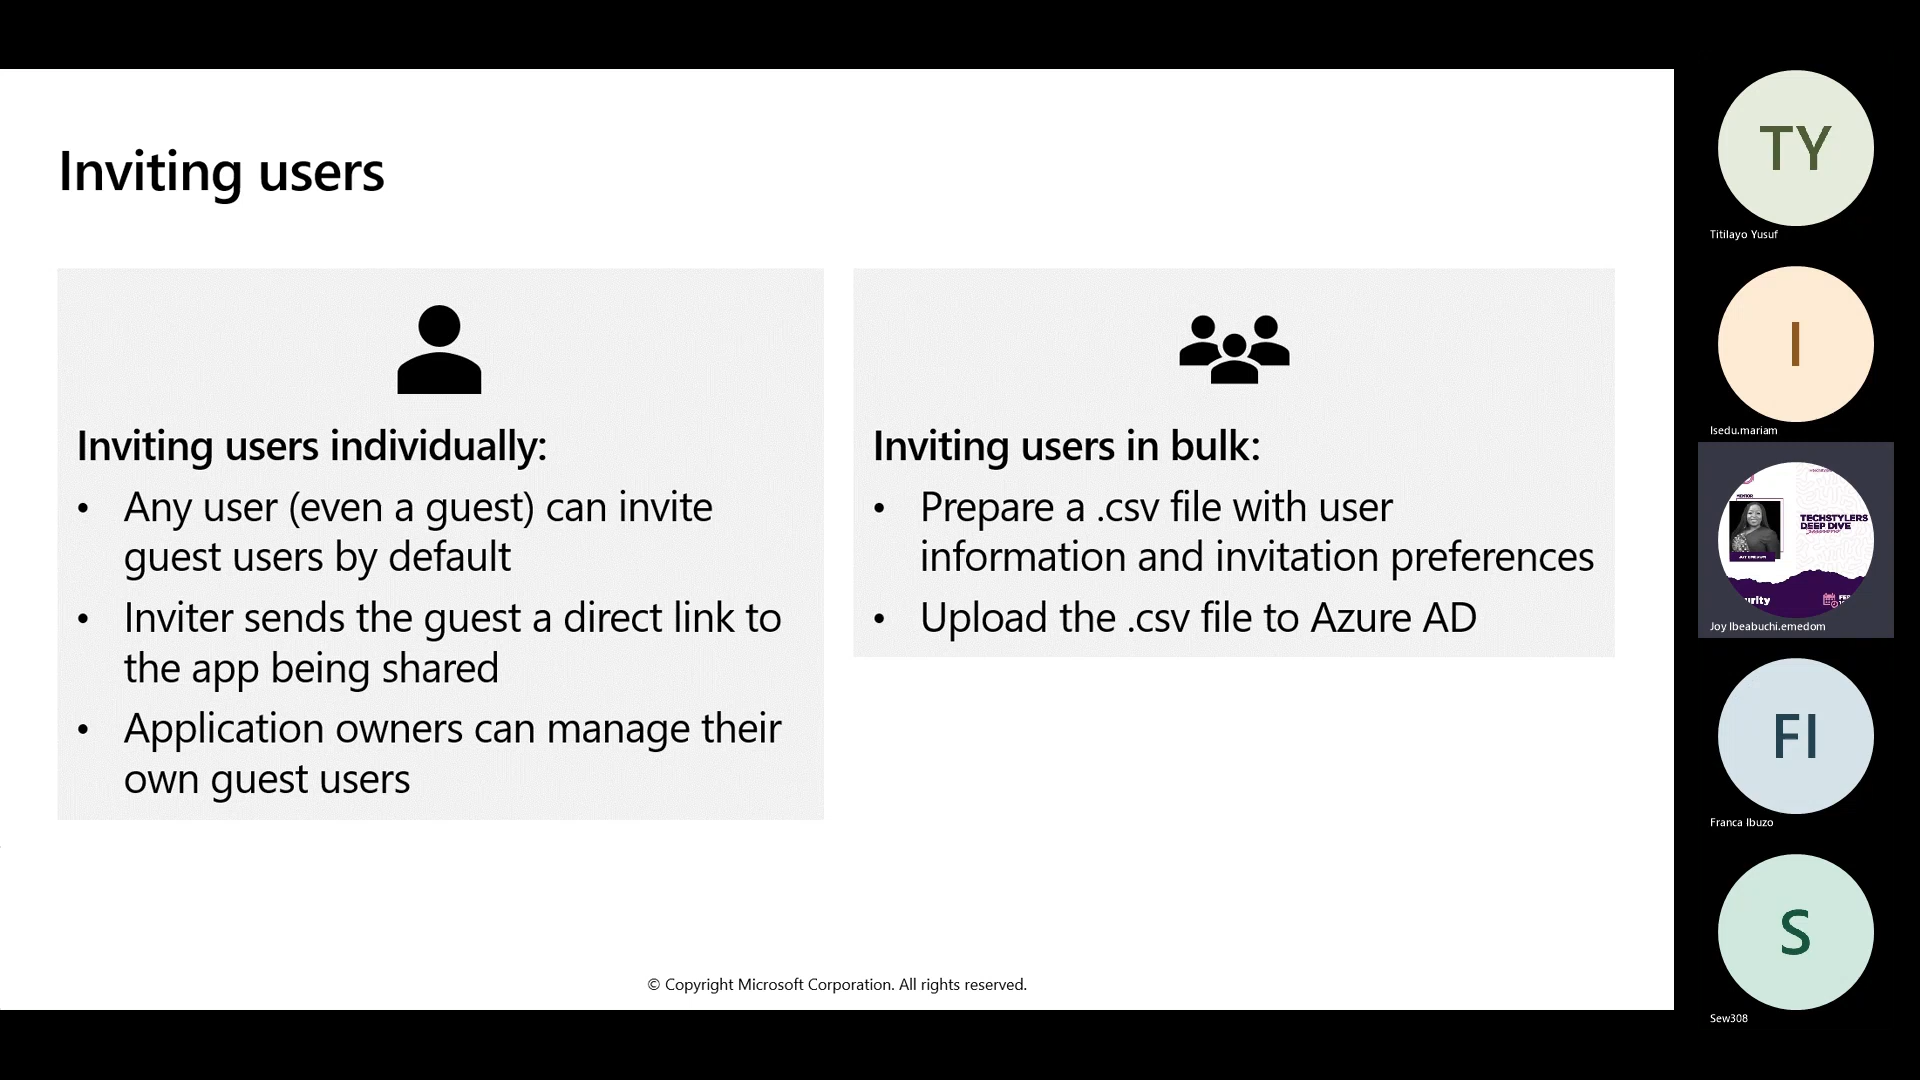 Inviting users
Inviting users individually:
• Any user (even a guest) can invite
guest users by default
• Inviter sends the guest a direct link to
the app being shared
• Application owners can manage their
own guest users
Inviting users in bulk:
• Prepare a .csv file with user
information and invitation preferences
• Upload the .csv file to Azure AD
© Copyright Microsoft Corporation. All rights reserved.
TY
Titilayo Yusuf
I
Isedu.mariam
MENTOR
TECHSTYLERS
DEEP DIVE
urity
FE
Joy Ibeabuchi.emedom
FI
Franca Ibuzo
S
Sew308